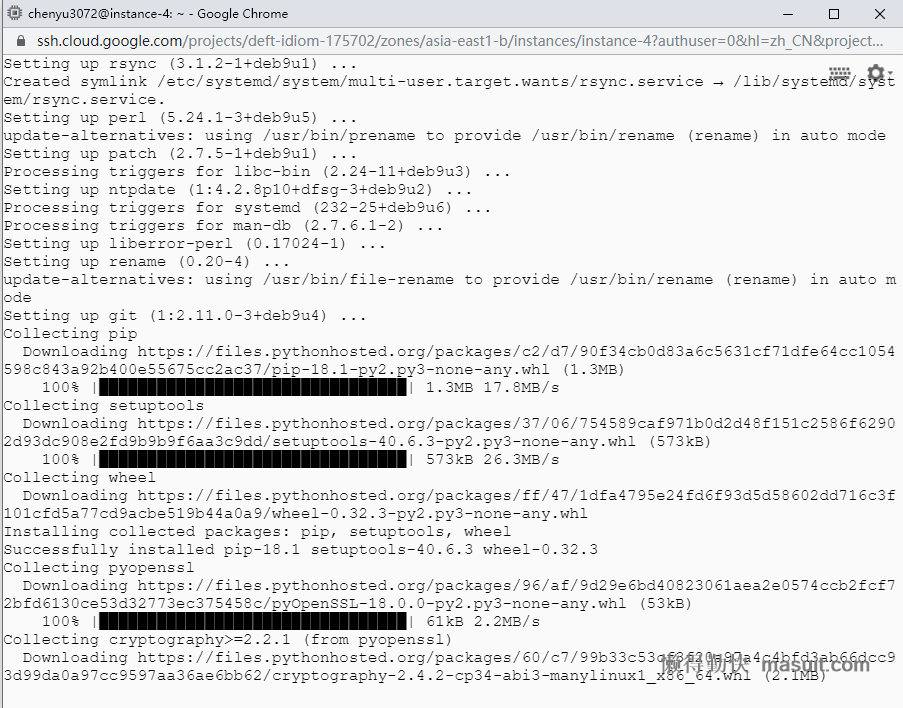 chenyu3072@instance-4: ~ - Google Chrome
ssh.cloud.google.com/projects/deft-idiom-175702/zones/asia-east1-b/instances/instance-4?authuser=0&hl=zh_CN&project...
Setting up rsync (3.1.2-1+deb9u1) ...
Created symlink /etc/systemd/system/multi-user.target.wants/rsync.service → /lib/systemd/syst
em/rsync.service.
Setting up perl (5.24.1-3+deb9u5) ...
update-alternatives: using /usr/bin/prename to provide /usr/bin/rename (rename) in auto mode
Setting up patch (2.7.5-1+deb9u1) ...
Processing triggers for libc-bin (2.24-11+deb9u3) ...
Setting up ntpdate (1:4.2.8p10+dfsg-3+deb9u2) ...
Processing triggers for systemd (232-25+deb9u6) ...
Processing triggers for man-db (2.7.6.1-2) ...
Setting up liberror-perl (0.17024-1) ...
Setting up rename (0.20-4) ...
update-alternatives: using /usr/bin/file-rename to provide /usr/bin/rename (rename) in auto m
ode
Setting up git (1:2.11.0-3+deb9u4) ...
Collecting pip
Downloading https://files.pythonhosted.org/packages/c2/d7/90f34cb0d83a6c5631cf71dfe64cc1054
598c843a92b400e55675cc2ac37/pip-18.1-py2.py3-none-any.whl (1.3MB)
100% || 1.3MB 17.8MB/s
Collecting setuptools
Downloading https://files.pythonhosted.org/packages/37/06/754589caf971b0d2d48f151c2586f6290
2d93dc908e2fd9b9b9f6aa3c9dd/setuptools-40.6.3-py2.py3-none-any.whl (573kB)
100% || 573kB 26.3MB/s
Collecting wheel
Downloading https://files.pythonhosted.org/packages/ff/47/1dfa4795e24fd6f93d5d58602dd716c3f
101cfd5a77cd9acbe519b44a0a9/wheel-0.32.3-py2.py3-none-any.whl
Installing collected packages: pip, setuptools, wheel
Successfully installed pip-18.1 setuptools-40.6.3 wheel-0.32.3
Collecting pyopenssl
Downloading https://files.pythonhosted.org/packages/96/af/9d29e6bd40823061aea2e0574ccb2fcf7
2bfd6130ce53d32773ec375458c/pyOpenSSL-18.0.0-py2.py3-none-any.whl (53kB)
100% || 61kB 2.2MB/s
Collecting cryptography>=2.2.1 (from pyopenssl)
Downloading https://files.pythonhosted.org/packages/60/c7/99b33c53
3d99da0a97cc9597aa36ae6bb62/cryptography-2.4.2-cp34-abi3-manylinux1_x86_64.whl (2.1MB)
懒得勤快 masuit.com